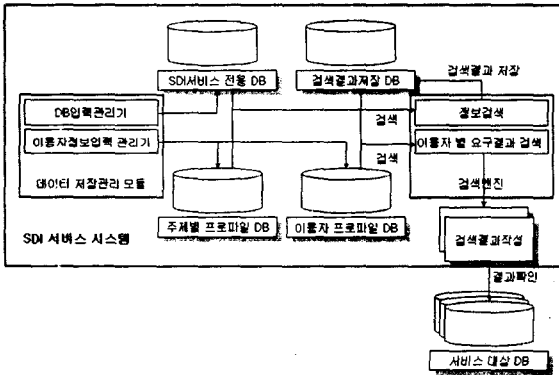 SDI서비스 전용 DB
검색결과저장 DB
검색결과 저장
DB입력관리기
정보검색
검색
이용자정보입력 관리기
이용자 별 요구결과 검색
검색
데이터 저장관리 모듈
검색엔진
주제별 프로파일 DB
이용자 프로파일 DB
SDI 서비스 시스템
검색결과작성
결과확인
서비스 대상 DB